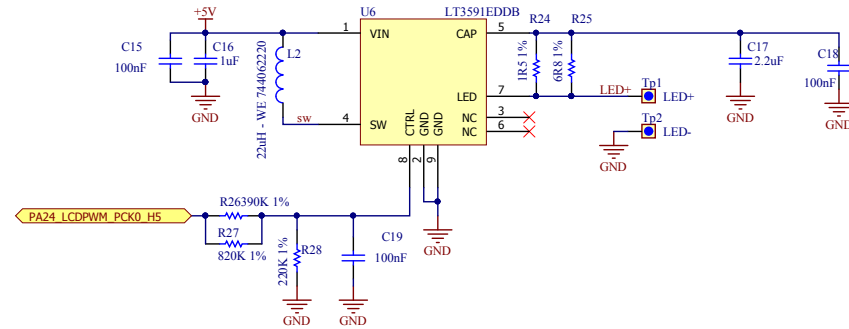 +5V
U6
LT3591EDDB
R24
R25
1
VIN
CAP
5
C15
100nF
C16
1uF
L2
22uH - WE 744062220
1R5 1%
6R8 1%
C17
2.2uF
C18
100nF
7
LED
LED+
Tp1
LED+
GND
sw
4
SW
NC
3
NC
6
Tp2
LED-
GND
GND
GND
CTRL
GND
GND
8
2
9
PA24_LCDPWM_PCK0_H5
R26390K 1%
R27
820K 1%
220K 1%
R28
C19
100nF
GND
GND
GND